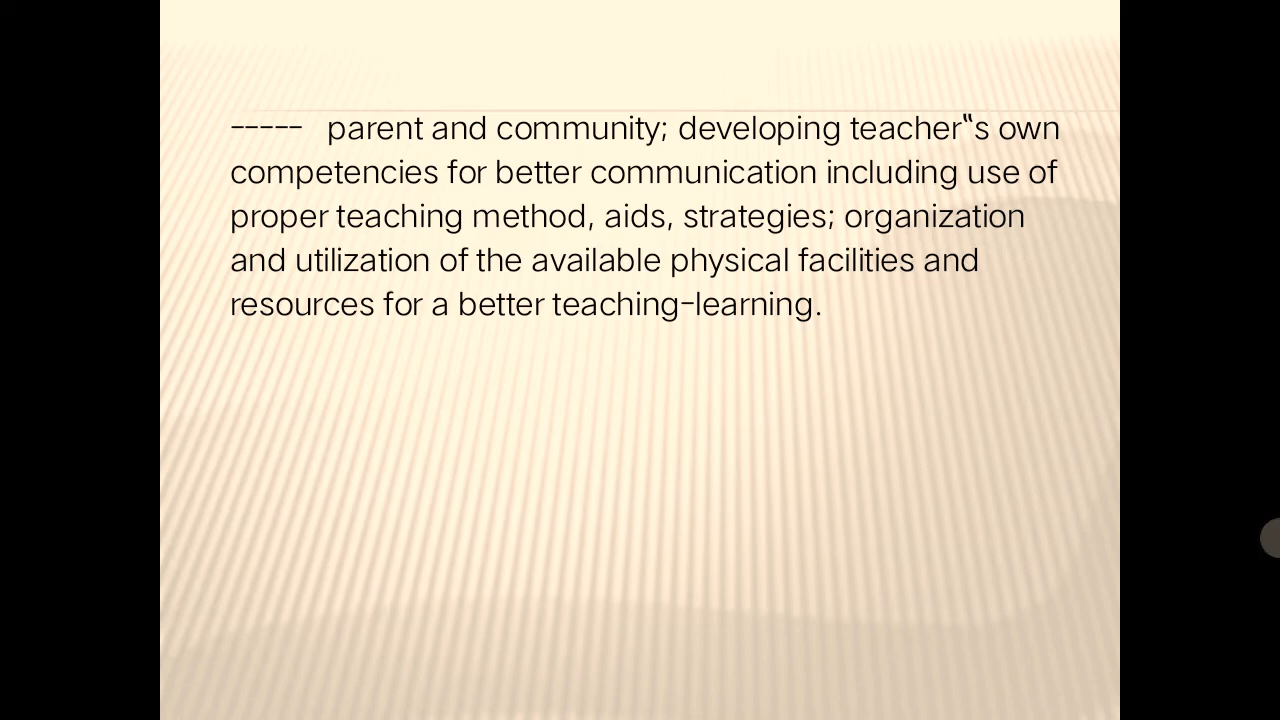 ----- parent and community; developing teacher‟s own
competencies for better communication including use of
proper teaching method, aids, strategies; organization
and utilization of the available physical facilities and
resources for a better teaching-learning.